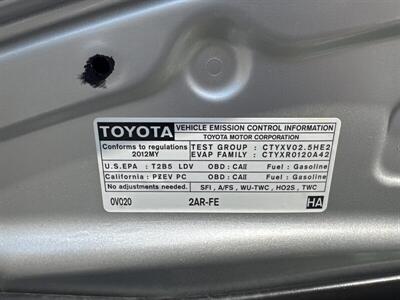 TOYOTA VEHICLE EMISSION CONTROL INFORMATION
TOYOTA MOTOR CORPORATION
Conforms to regulations
2012MY
TEST GROUP : CTYXV02.5HE2
EVAP FAMILY : CTYXR0120A42
U.S.EPA : T2B5 LDV OBD : CAII Fuel : Gasoline
California : PZEV PC OBD : CAII Fuel : Gasoline
No adjustments needed. SFI , A/FS , WU-TWC , HO2S , TWC
0V020 2AR-FE HA